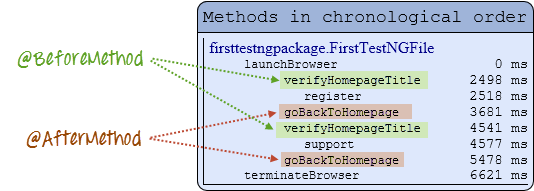 Methods in chronological order
firsttestngpackage.FirstTestNGFile
launchBrowser 0 ms
@BeforeMethod
verifyHomepageTitle 2498 ms
register 2518 ms
goBackToHomepage 3681 ms
verifyHomepageTitle 4541 ms
@AfterMethod
support 4577 ms
goBackToHomepage 5478 ms
terminateBrowser 6621 ms